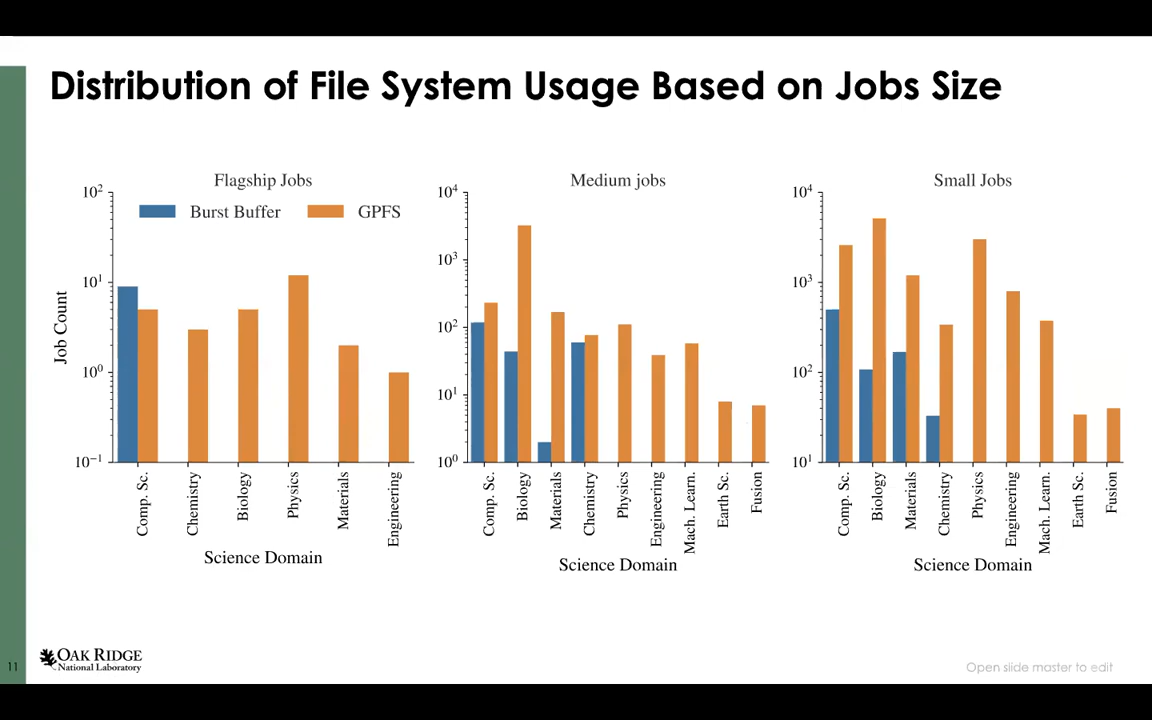 Distribution of File System Usage Based on Jobs Size
Flagship Jobs
Burst Buffer
GPFS
Job Count
10²
10¹
10⁰
10⁻¹
Comp. Sc.
Chemistry
Biology
Physics
Materials
Engineering
Science Domain
Medium jobs
10⁴
10³
10²
10¹
10⁰
Comp. Sc.
Biology
Materials
Chemistry
Physics
Engineering
Mach. Learn.
Earth Sc.
Fusion
Science Domain
Small Jobs
10⁴
10³
10²
10¹
Comp. Sc.
Biology
Materials
Chemistry
Physics
Engineering
Mach. Learn.
Earth Sc.
Fusion
Science Domain
11
OAK RIDGE
National Laboratory
Open slide master to edit